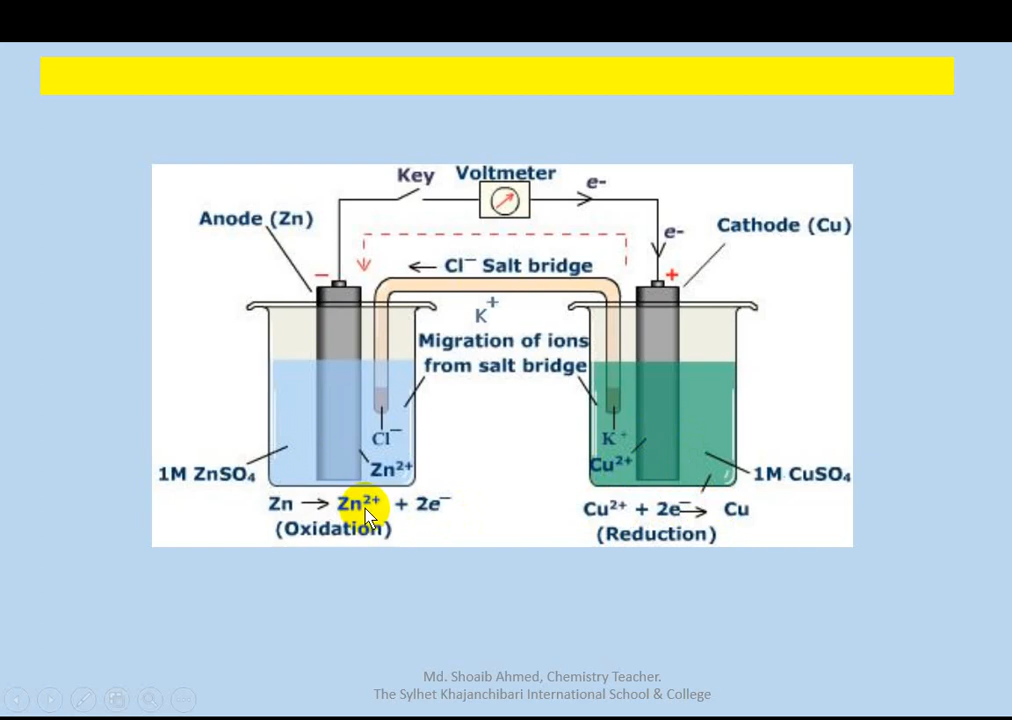 Key
Voltmeter
e-
Anode (Zn)
e-
Cathode (Cu)
−
+
← Cl⁻ Salt bridge
K⁺
Migration of ions
from salt bridge
Cl⁻
K⁺
Zn²⁺
Cu²⁺
1M ZnSO₄
1M CuSO₄
Zn → Zn²⁺ + 2e⁻
(Oxidation)
Cu²⁺ + 2e⁻ → Cu
(Reduction)
Md. Shoaib Ahmed, Chemistry Teacher.
The Sylhet Khajanchibari International School & College